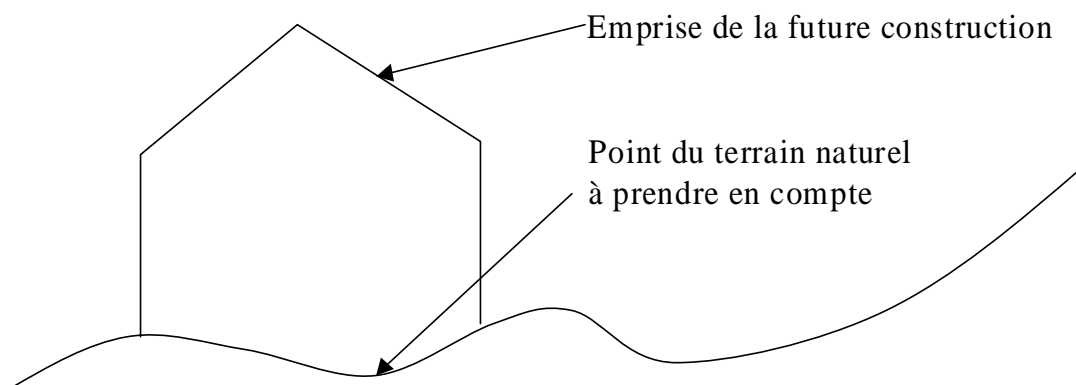 Emprise de la future construction
Point du terrain naturel
à prendre en compte